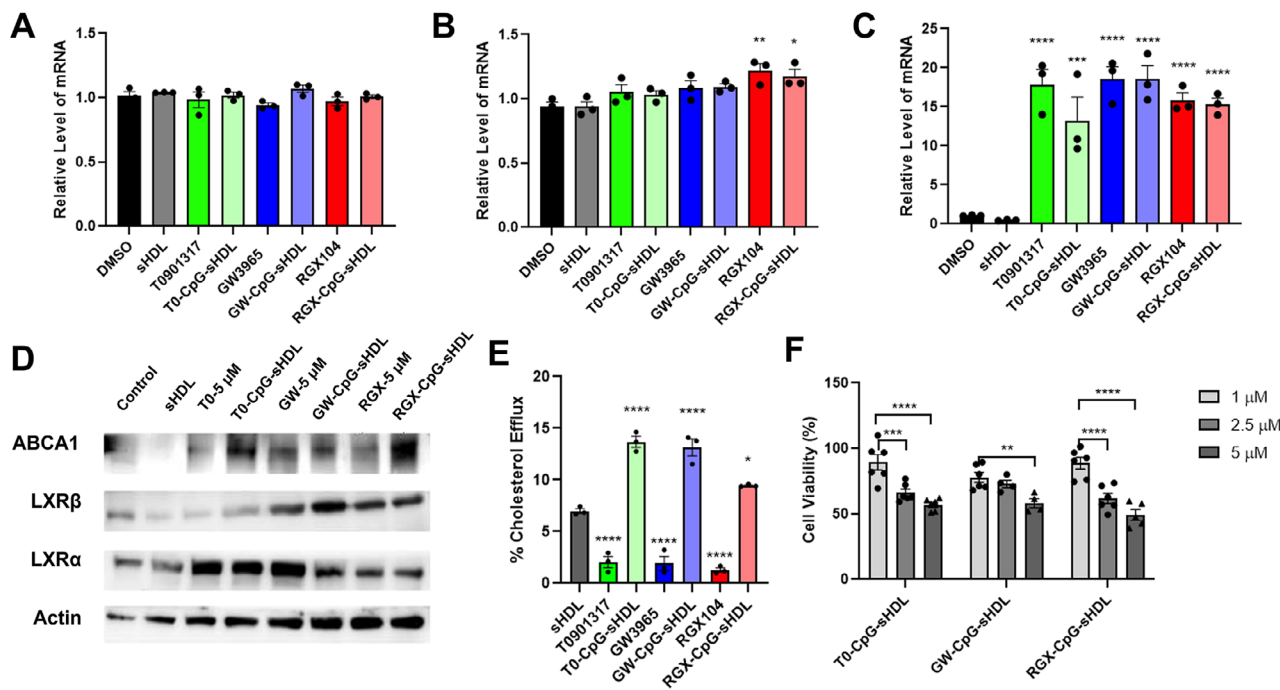 A
Relative Level of mRNA
1.5
1.0
0.5
0.0
DMSO
sHDL
T0901317
T0-CpG-sHDL
GW3965
GW-CpG-sHDL
RGX104
RGX-CpG-sHDL
B
Relative Level of mRNA
1.5
1.0
0.5
0.0
**
*
DMSO
sHDL
T0901317
T0-CpG-sHDL
GW3965
GW-CpG-sHDL
RGX104
RGX-CpG-sHDL
C
Relative Level of mRNA
25
20
15
10
5
0
****
***
****
****
****
****
DMSO
sHDL
T0901317
T0-CpG-sHDL
GW3965
GW-CpG-sHDL
RGX104
RGX-CpG-sHDL
D
Control
sHDL
T0-5 μM
T0-CpG-sHDL
GW-5 μM
GW-CpG-sHDL
RGX-5 μM
RGX-CpG-sHDL
ABCA1
LXRβ
LXRα
Actin
E
% Cholesterol Efflux
20
15
10
5
0
****
****
****
****
****
*
sHDL
T0901317
T0-CpG-sHDL
GW3965
GW-CpG-sHDL
RGX104
RGX-CpG-sHDL
F
Cell Viability (%)
150
100
50
0
****
***
**
****
****
T0-CpG-sHDL
GW-CpG-sHDL
RGX-CpG-sHDL
1 μM
2.5 μM
5 μM